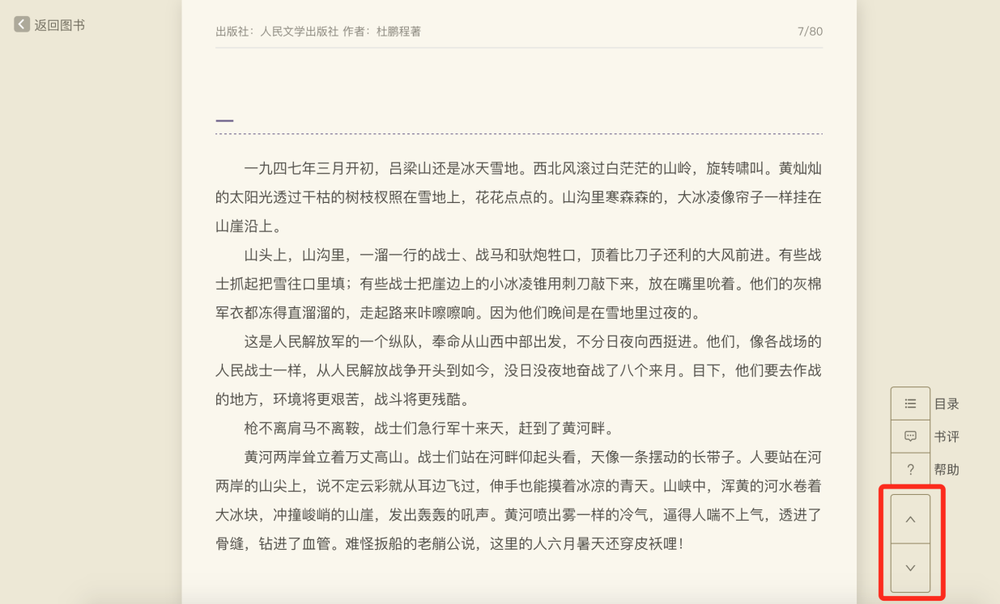 返回图书
出版社：人民文学出版社 作者：杜鹏程著
7/80
一
一九四七年三月开初，吕梁山还是冰天雪地。西北风滚过白茫茫的山岭，旋转啸叫。黄灿灿
的太阳光透过干枯的树枝杈照在雪地上，花花点点的。山沟里寒森森的，大冰凌像帘子一样挂在
山崖沿上。
山头上，山沟里，一溜一行的战士、战马和驮炮牲口，顶着比刀子还利的大风前进。有些战
士抓起把雪往口里填；有些战士把崖边上的小冰凌锥用刺刀敲下来，放在嘴里吮着。他们的灰棉
军衣都冻得直溜溜的，走起路来咔嚓嚓响。因为他们晚间是在雪地里过夜的。
这是人民解放军的一个纵队，奉命从山西中部出发，不分日夜向西挺进。他们，像各战场的
人民战士一样，从人民解放战争开头到如今，没日没夜地奋战了八个来月。目下，他们要去作战
的地方，环境将更艰苦，战斗将更残酷。
枪不离肩马不离鞍，战士们急行军十来天，赶到了黄河畔。
黄河两岸耸立着万丈高山。战士们站在河畔仰起头看，天像一条摆动的长带子。人要站在河
两岸的山尖上，说不定云彩就从耳边飞过，伸手也能摸着冰凉的青天。山峡中，浑黄的河水卷着
大冰块，冲撞峻峭的山崖，发出轰轰的吼声。黄河喷出雾一样的冷气，逼得人喘不上气，透进了
骨缝，钻进了血管。难怪扳船的老艄公说，这里的人六月暑天还穿皮袄哩！
目录
书评
? 帮助